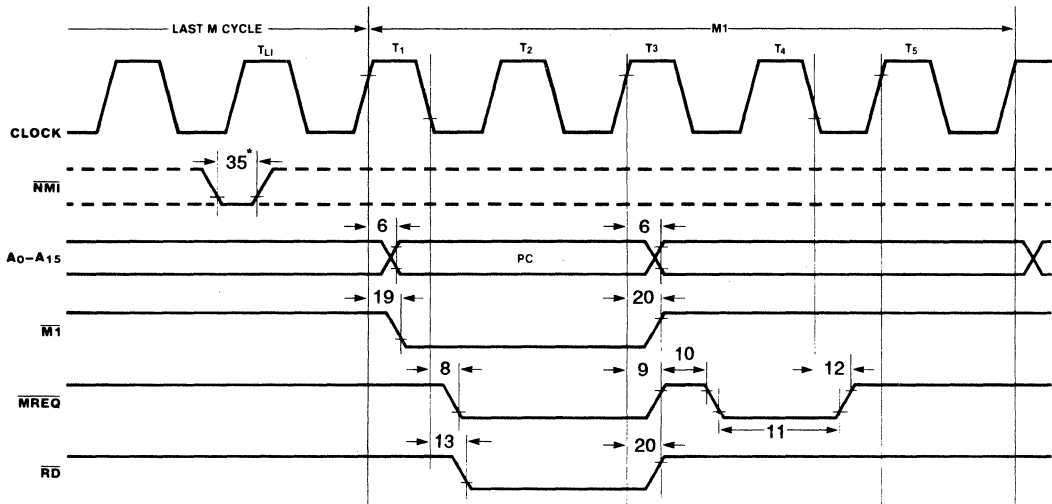 LAST M CYCLE M1
TLI T1 T2 T3 T4 T5
CLOCK
35*
NMI
6 6
A0–A15 PC
19 20
M1
8 9 10 12
MREQ
11
13 20
RD